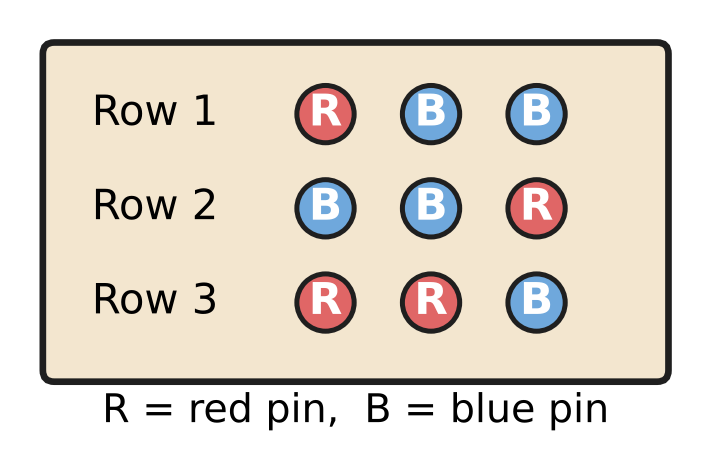 Row 1 R B B
Row 2 B B R
Row 3 R R B
R = red pin, B = blue pin